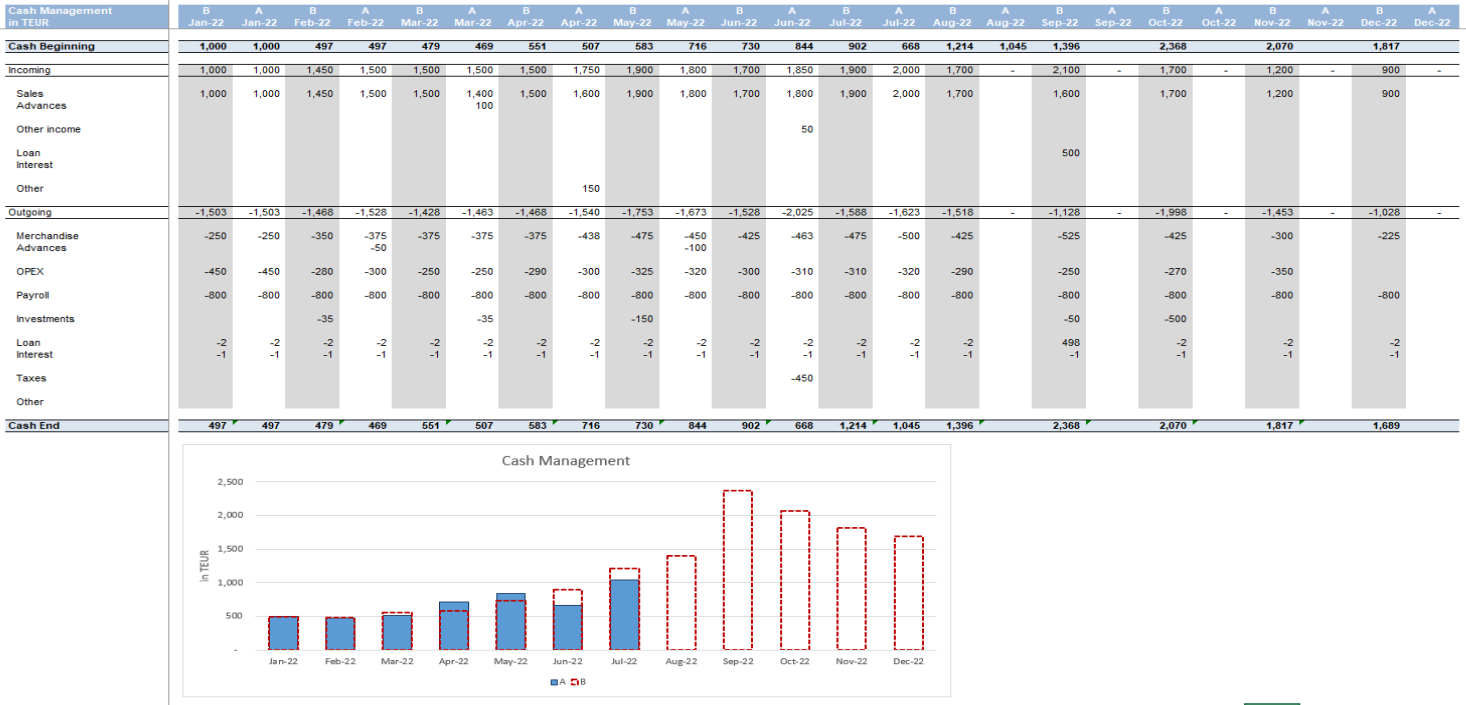 Cash Management B A B A B A B A B A B A B A B A B A B A B A B A
in TEUR Jan-22 Jan-22 Feb-22 Feb-22 Mar-22 Mar-22 Apr-22 Apr-22 May-22 May-22 Jun-22 Jun-22 Jul-22 Jul-22 Aug-22 Aug-22 Sep-22 Sep-22 Oct-22 Oct-22 Nov-22 Nov-22 Dec-22 Dec-22
Cash Beginning 1,000 1,000 497 497 479 469 551 507 583 716 730 844 902 668 1,214 1,045 1,396 2,368 2,070 1,817
Incoming 1,000 1,000 1,450 1,500 1,500 1,500 1,500 1,750 1,900 1,800 1,700 1,850 1,900 2,000 1,700 - 2,100 - 1,700 - 1,200 - 900 -
Sales 1,000 1,000 1,450 1,500 1,500 1,400 1,500 1,600 1,900 1,800 1,700 1,800 1,900 2,000 1,700 1,600 1,700 1,200 900
Advances 100
Other income 50
Loan 500
Interest
Other 150
Outgoing -1,503 -1,503 -1,468 -1,528 -1,428 -1,463 -1,468 -1,540 -1,753 -1,673 -1,528 -2,025 -1,588 -1,623 -1,518 - -1,128 - -1,998 - -1,453 - -1,028 -
Merchandise -250 -250 -350 -375 -375 -375 -375 -438 -475 -450 -425 -463 -475 -500 -425 -525 -425 -300 -225
Advances -50 -100
OPEX -450 -450 -280 -300 -250 -250 -290 -300 -325 -320 -300 -310 -310 -320 -290 -250 -270 -350
Payroll -800 -800 -800 -800 -800 -800 -800 -800 -800 -800 -800 -800 -800 -800 -800 -800 -800 -800 -800
Investments -35 -35 -150 -50 -500
Loan -2 -2 -2 -2 -2 -2 -2 -2 -2 -2 -2 -2 -2 -2 -2 498 -2 -2 -2
Interest -1 -1 -1 -1 -1 -1 -1 -1 -1 -1 -1 -1 -1 -1 -1 -1 -1 -1 -1
Taxes -450
Other
Cash End 497 497 479 469 551 507 583 716 730 844 902 668 1,214 1,045 1,396 2,368 2,070 1,817 1,689
Cash Management
in TEUR
2,500
2,000
1,500
1,000
500
-
Jan-22 Feb-22 Mar-22 Apr-22 May-22 Jun-22 Jul-22 Aug-22 Sep-22 Oct-22 Nov-22 Dec-22
A B